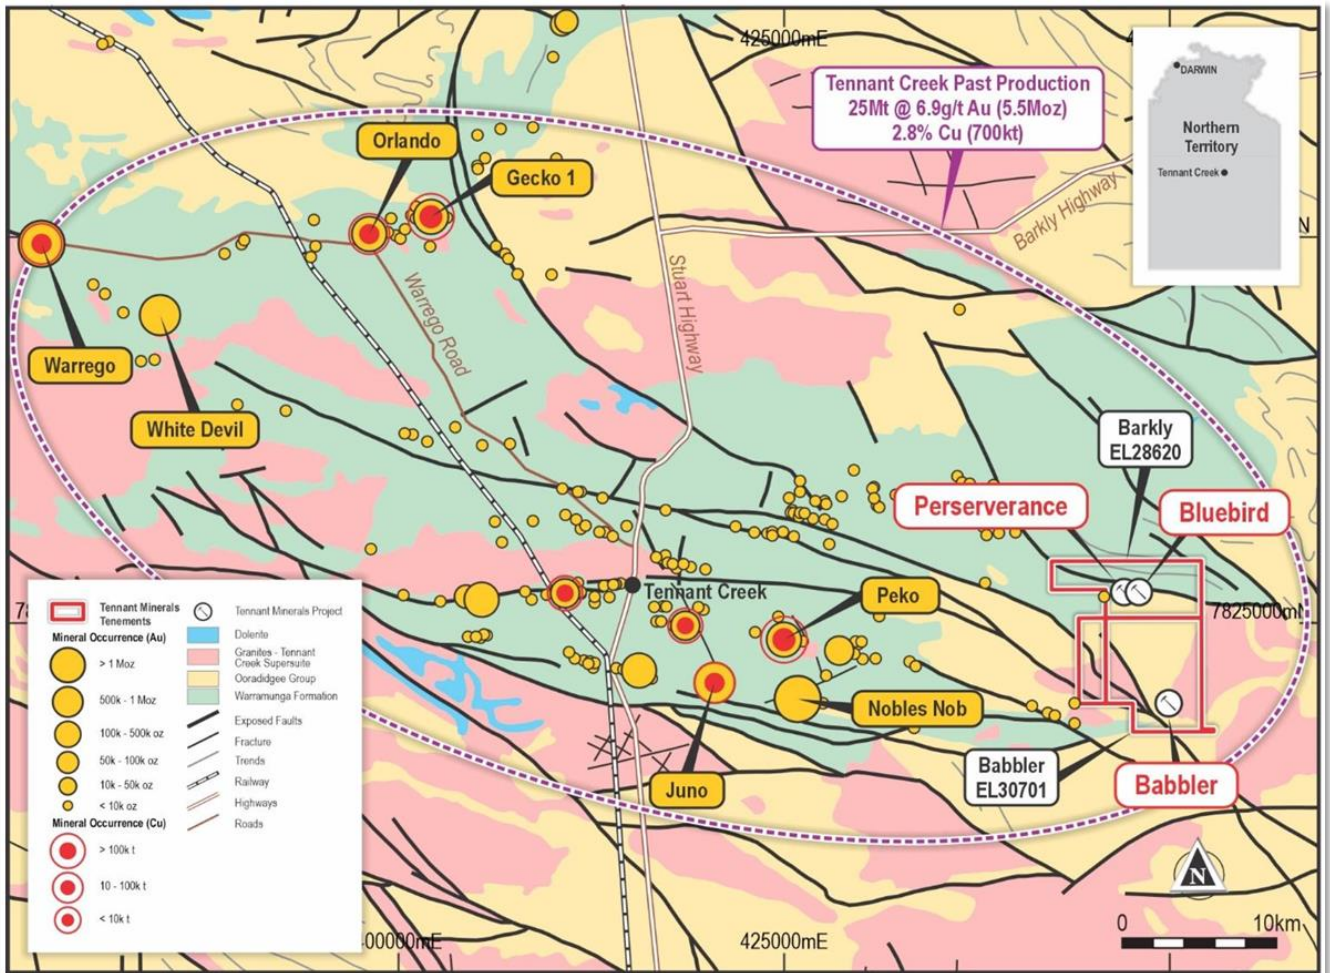 425000mE
DARWIN
Northern
Territory
Tennant Creek
Tennant Creek Past Production
25Mt @ 6.9g/t Au (5.5Moz)
2.8% Cu (700kt)
Orlando
Gecko 1
Barkly Highway
N
Stuart Highway
Warrego Road
Warrego
White Devil
Barkly
EL28620
Perserverance
Bluebird
Tennant Creek
Peko
7825000mN
Nobles Nob
Juno
Babbler
EL30701
Babbler
Tennant Minerals
Tenements
Mineral Occurrence (Au)
> 1 Moz
500k - 1 Moz
100k - 500k oz
50k - 100k oz
10k - 50k oz
< 10k oz
Mineral Occurrence (Cu)
> 100k t
10 - 100k t
< 10k t
Tennant Minerals Project
Dolerite
Granites - Tennant
Creek Supersuite
Ooradidgee Group
Warramunga Formation
Exposed Faults
Fracture
Trends
Railway
Highways
Roads
N
0 10km
00000mE
425000mE